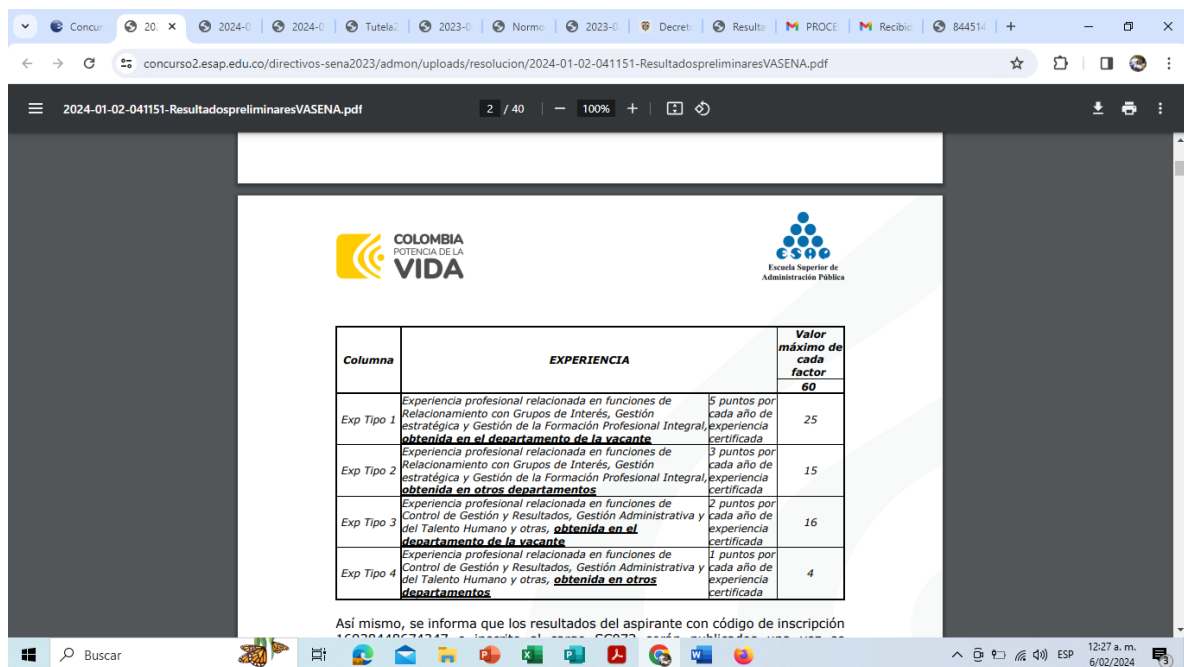 Concur
20:
2024-0
2024-0
Tutela2
2023-0
Normo
2023-0
Decret
Resulta
PROCE
Recibid
844514
concurso2.esap.edu.co/directivos-sena2023/admon/uploads/resolucion/2024-01-02-041151-ResultadospreliminaresVASENA.pdf
2024-01-02-041151-ResultadospreliminaresVASENA.pdf
2 / 40
100%
COLOMBIA
POTENCIA DE LA
VIDA
esap
Escuela Superior de
Administración Pública
Columna
EXPERIENCIA
Valor
máximo de
cada
factor
60
Exp Tipo 1
Experiencia profesional relacionada en funciones de
Relacionamiento con Grupos de Interés, Gestión
estratégica y Gestión de la Formación Profesional Integral,
obtenida en el departamento de la vacante
5 puntos por
cada año de
experiencia
certificada
25
Exp Tipo 2
Experiencia profesional relacionada en funciones de
Relacionamiento con Grupos de Interés, Gestión
estratégica y Gestión de la Formación Profesional Integral,
obtenida en otros departamentos
3 puntos por
cada año de
experiencia
certificada
15
Exp Tipo 3
Experiencia profesional relacionada en funciones de
Control de Gestión y Resultados, Gestión Administrativa y
del Talento Humano y otras, obtenida en el
departamento de la vacante
2 puntos por
cada año de
experiencia
certificada
16
Exp Tipo 4
Experiencia profesional relacionada en funciones de
Control de Gestión y Resultados, Gestión Administrativa y
del Talento Humano y otras, obtenida en otros
departamentos
1 puntos por
cada año de
experiencia
certificada
4
Así mismo, se informa que los resultados del aspirante con código de inscripción
Buscar
ESP
12:27 a. m.
6/02/2024